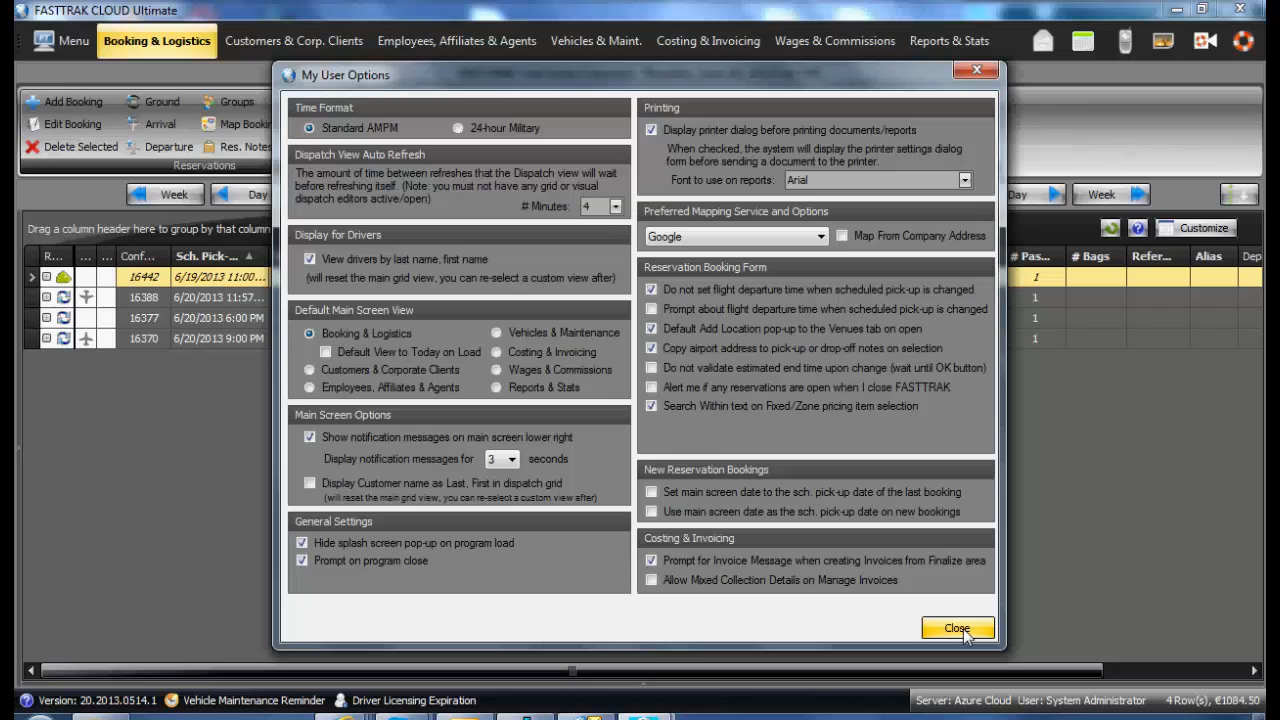 FASTTRAK CLOUD Ultimate
Menu
Booking & Logistics
Customers & Corp. Clients
Employees, Affiliates & Agents
Vehicles & Maint.
Costing & Invoicing
Wages & Commissions
Reports & Stats
My User Options
Add Booking
Ground
Groups
Edit Booking
Arrival
Delete Selected
Departure
Reservations
Week
Day
Day
Week
Customize
Sch. Pick-...
# Pas...
# Bags
Refer...
Alias
R...
...
...
Conf...
16442 6/19/2013 11:00... 1
16388 6/20/2013 11:57... 1
16377 6/20/2013 6:00 PM 1
16370 6/20/2013 9:00 PM 1
Time Format
Standard AMPM
24-hour Military
Dispatch View Auto Refresh
The amount of time between refreshes that the Dispatch view will wait
before refreshing itself. (Note: you must not have any grid or visual
dispatch editors active/open)
# Minutes: 4
Display for Drivers
View drivers by last name, first name
(will reset the main grid view, you can re-select a custom view after)
Default Main Screen View
Booking & Logistics
Vehicles & Maintenance
Default View to Today on Load
Costing & Invoicing
Customers & Corporate Clients
Wages & Commissions
Employees, Affiliates & Agents
Reports & Stats
Main Screen Options
Show notification messages on main screen lower right
Display notification messages for 3 seconds
Display Customer name as Last, First in dispatch grid
(will reset the main grid view, you can re-select a custom view after)
General Settings
Hide splash screen pop-up on program load
Prompt on program close
Printing
Display printer dialog before printing documents/reports
When checked, the system will display the printer settings dialog
form before sending a document to the printer.
Font to use on reports: Arial
Preferred Mapping Service and Options
Google
Map From Company Address
Reservation Booking Form
Do not set flight departure time when scheduled pick-up is changed
Prompt about flight departure time when scheduled pick-up is changed
Default Add Location pop-up to the Venues tab on open
Copy airport address to pick-up or drop-off notes on selection
Do not validate estimated end time upon change (wait until OK button)
Alert me if any reservations are open when I close FASTTRAK
Search Within text on Fixed/Zone pricing item selection
New Reservation Bookings
Set main screen date to the sch. pick-up date of the last booking
Use main screen date as the sch. pick-up date on new bookings
Costing & Invoicing
Prompt for Invoice Message when creating Invoices from Finalize area
Allow Mixed Collection Details on Manage Invoices
Close
Version: 20.2013.0514.1
Vehicle Maintenance Reminder
Driver Licensing Expiration
Server: Azure Cloud User: System Administrator
4 Row(s), €1084.50